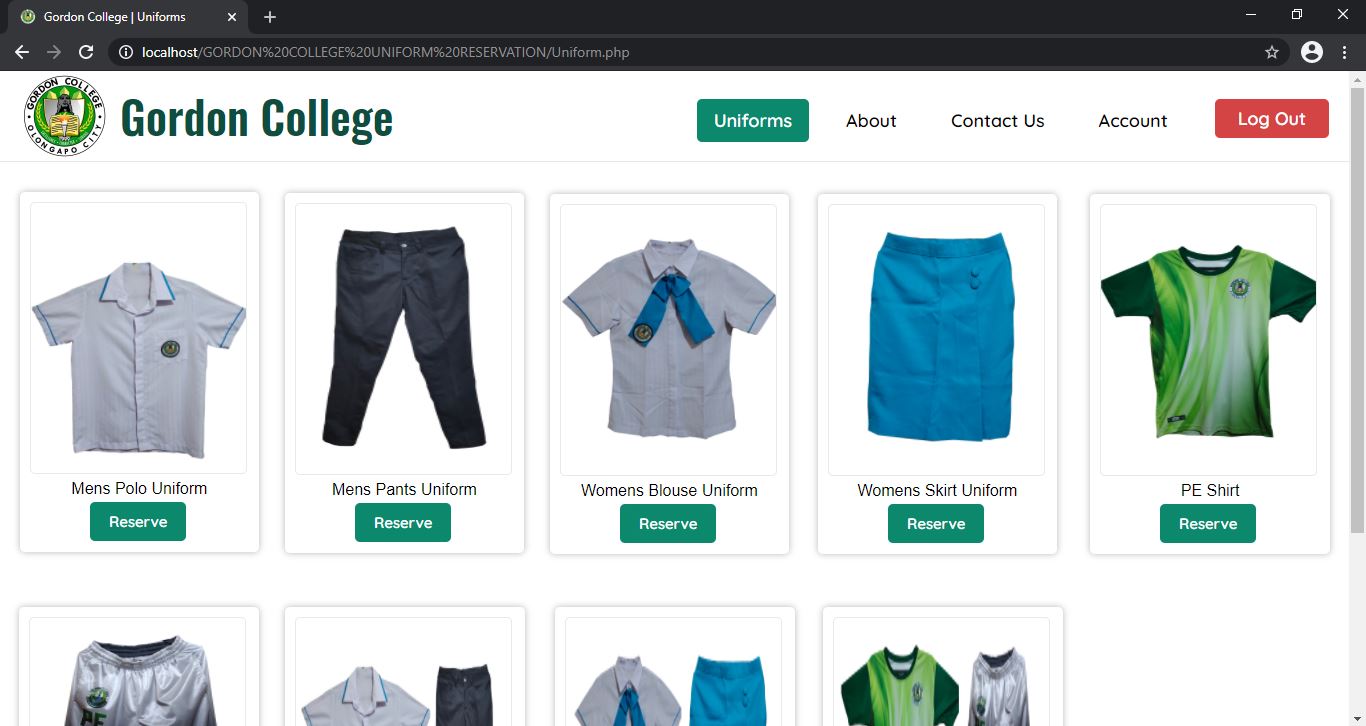 Gordon College | Uniforms
localhost/GORDON%20COLLEGE%20UNIFORM%20RESERVATION/Uniform.php
GORDON COLLEGE
OLONGAPO CITY
Gordon College
Uniforms
About
Contact Us
Account
Log Out
Mens Polo Uniform
Reserve
Mens Pants Uniform
Reserve
Womens Blouse Uniform
Reserve
Womens Skirt Uniform
Reserve
PE Shirt
Reserve
PE